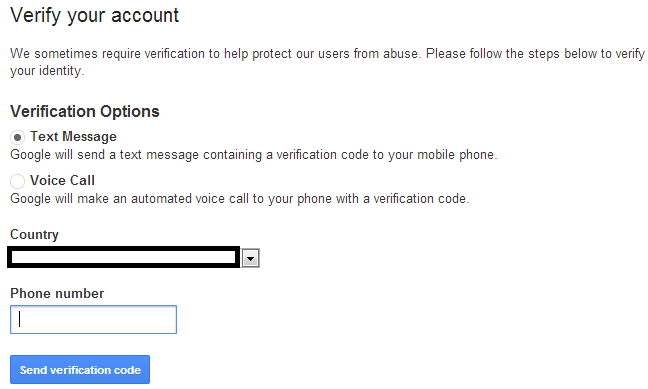 Verify your account
We sometimes require verification to help protect our users from abuse. Please follow the steps below to verify
your identity.
Verification Options
Text Message
Google will send a text message containing a verification code to your mobile phone.
Voice Call
Google will make an automated voice call to your phone with a verification code.
Country
Phone number
Send verification code